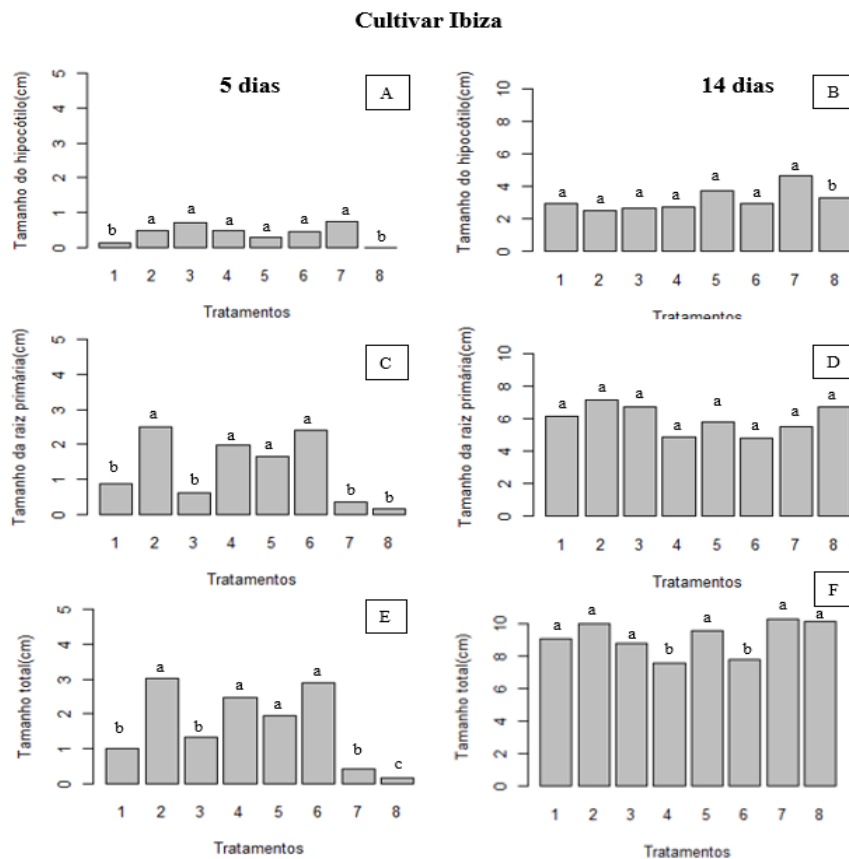 Cultivar Ibiza
5 dias
A
Tamanho do hipocótilo(cm)
5
4
3
2
1
0
b a a a a a a b
1 2 3 4 5 6 7 8
Tratamentos
14 dias
B
Tamanho do hipocótilo(cm)
10
8
6
4
2
0
a a a a a a a b
1 2 3 4 5 6 7 8
Tratamentos
C
Tamanho da raiz primária(cm)
5
4
3
2
1
0
b a b a a a b b
1 2 3 4 5 6 7 8
Tratamentos
D
Tamanho da raiz primária(cm)
10
8
6
4
2
0
a a a a a a a a
1 2 3 4 5 6 7 8
Tratamentos
E
Tamanho total(cm)
5
4
3
2
1
0
b a b a a a b c
1 2 3 4 5 6 7 8
Tratamentos
F
Tamanho total(cm)
10
8
6
4
2
0
a a a b a b a a
1 2 3 4 5 6 7 8
Tratamentos